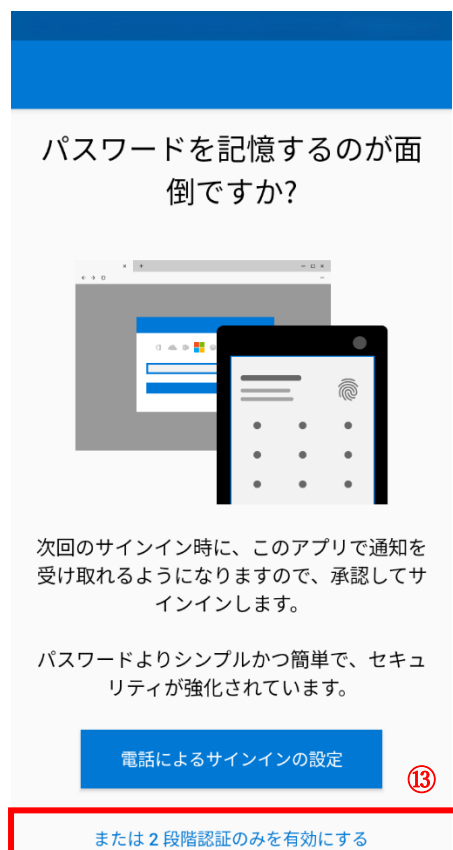 パスワードを記憶するのが面
倒ですか?
次回のサインイン時に、このアプリで通知を
受け取れるようになりますので、承認してサ
インインします。
パスワードよりシンプルかつ簡単で、セキュ
リティが強化されています。
電話によるサインインの設定
⑬
または 2 段階認証のみを有効にする